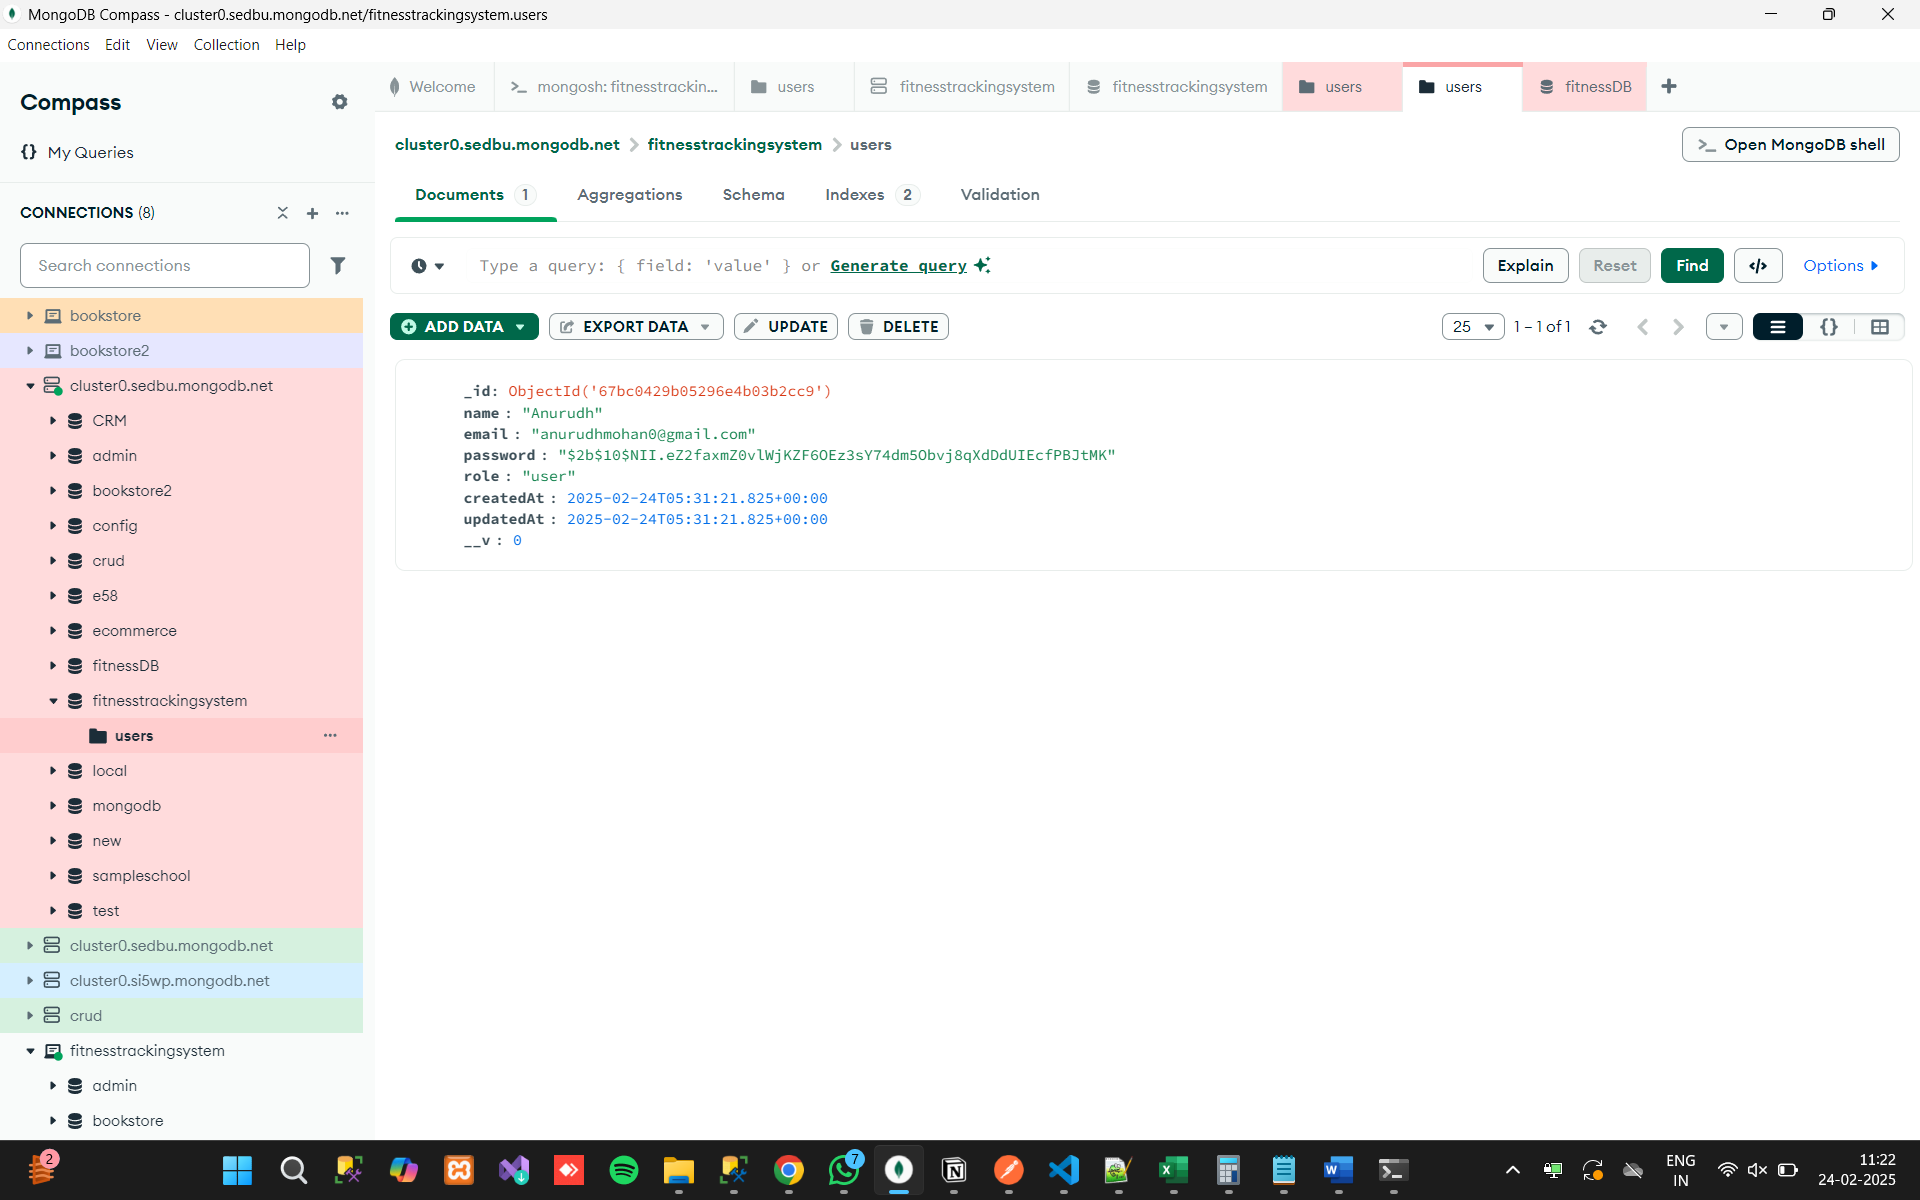 MongoDB Compass - cluster0.sedbu.mongodb.net/fitnesstrackingsystem.users
Connections Edit View Collection Help
Compass
My Queries
CONNECTIONS (8)
Search connections
bookstore
bookstore2
cluster0.sedbu.mongodb.net
CRM
admin
bookstore2
config
crud
e58
ecommerce
fitnessDB
fitnesstrackingsystem
users
local
mongodb
new
sampleschool
test
cluster0.sedbu.mongodb.net
cluster0.si5wp.mongodb.net
crud
fitnesstrackingsystem
admin
bookstore
Welcome
mongosh: fitnesstrackin...
users
fitnesstrackingsystem
fitnesstrackingsystem
users
users
fitnessDB
cluster0.sedbu.mongodb.net > fitnesstrackingsystem > users
Open MongoDB shell
Documents 1 Aggregations Schema Indexes 2 Validation
Type a query: { field: 'value' } or Generate query
Explain Reset Find </> Options
ADD DATA EXPORT DATA UPDATE DELETE
25 1 – 1 of 1
_id: ObjectId('67bc0429b05296e4b03b2cc9')
name : "Anurudh"
email : "anurudhmohan0@gmail.com"
password : "$2b$10$NII.eZ2faxmZ0vlWjKZF6OEz3sY74dm5Obvj8qXdDdUIEcfPBJtMK"
role : "user"
createdAt : 2025-02-24T05:31:21.825+00:00
updatedAt : 2025-02-24T05:31:21.825+00:00
__v : 0
2
7
ENG
IN
11:22
24-02-2025